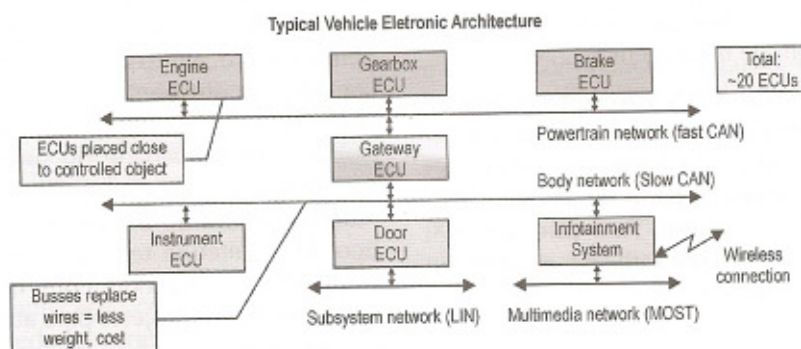 Typical Vehicle Eletronic Architecture
Engine
ECU
Gearbox
ECU
Brake
ECU
Total:
~20 ECUs
Powertrain network (fast CAN)
ECUs placed close
to controlled object
Gateway
ECU
Body network (Slow CAN)
Instrument
ECU
Door
ECU
Infotainment
System
Wireless
connection
Busses replace
wires = less
weight, cost
Subsystem network (LIN)
Multimedia network (MOST)